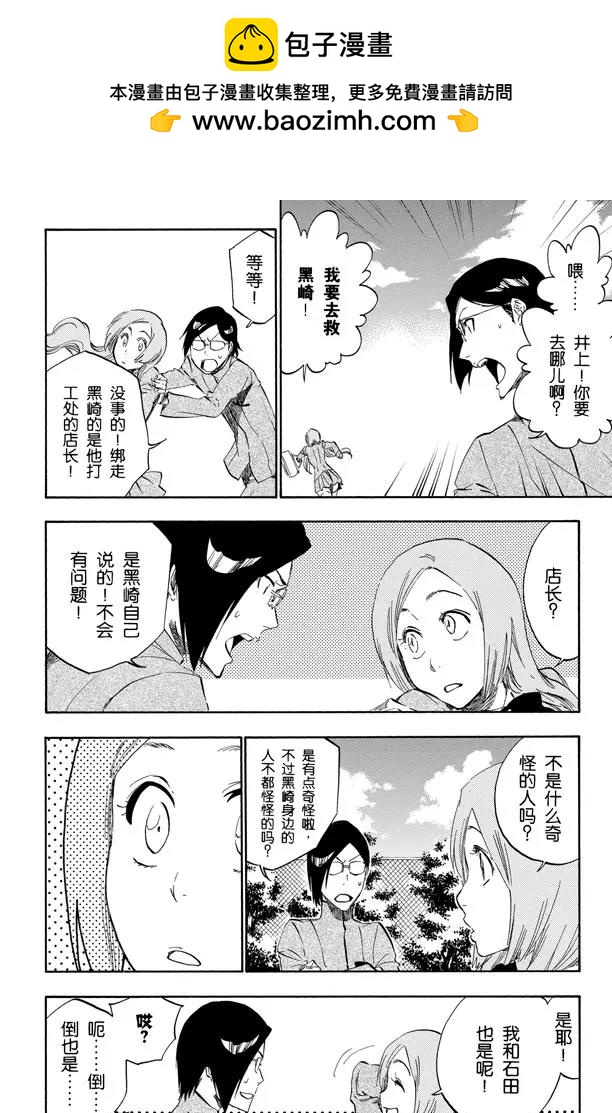 包子漫畫
本漫畫由包子漫畫收集整理，更多免費漫畫請訪問
👉 www.baozimh.com 👈
喂……
井上！你要
去哪儿啊？
我要去救
黑崎！
等等！
没事的！绑走
黑崎的是他打
工处的店长！
店长？
是黑崎自己
说的！不会
有问题！
不是什么奇
怪的人吗？
是有点奇怪啦，
不过黑崎身边的
人不都怪怪的吗？
是耶！
我和石田
也是呢！
哎？
呃……倒
倒也是……